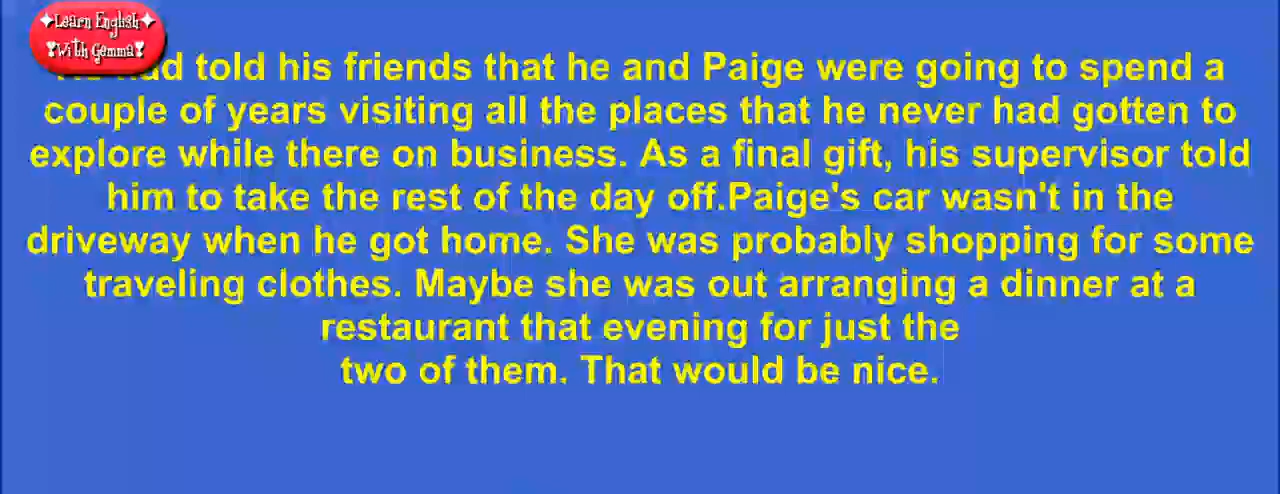 Learn English
With Gemma
had told his friends that he and Paige were going to spend a
couple of years visiting all the places that he never had gotten to
explore while there on business. As a final gift, his supervisor told
him to take the rest of the day off.Paige's car wasn't in the
driveway when he got home. She was probably shopping for some
traveling clothes. Maybe she was out arranging a dinner at a
restaurant that evening for just the
two of them. That would be nice.